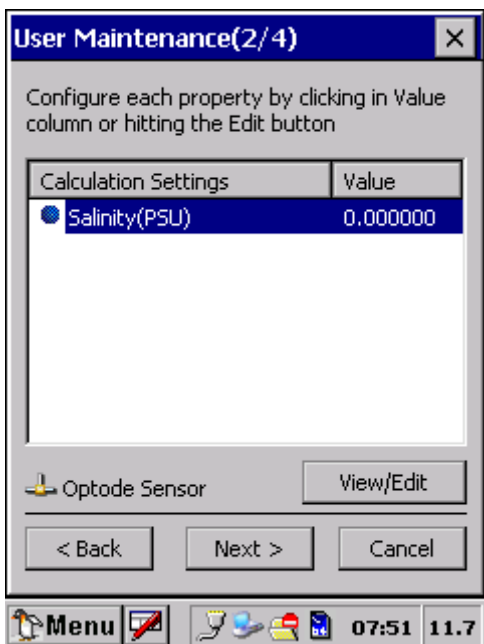 User Maintenance(2/4)
Configure each property by clicking in Value
column or hitting the Edit button
Calculation Settings Value
Salinity(PSU) 0.000000
Optode Sensor View/Edit
< Back Next > Cancel
Menu 07:51 11.7